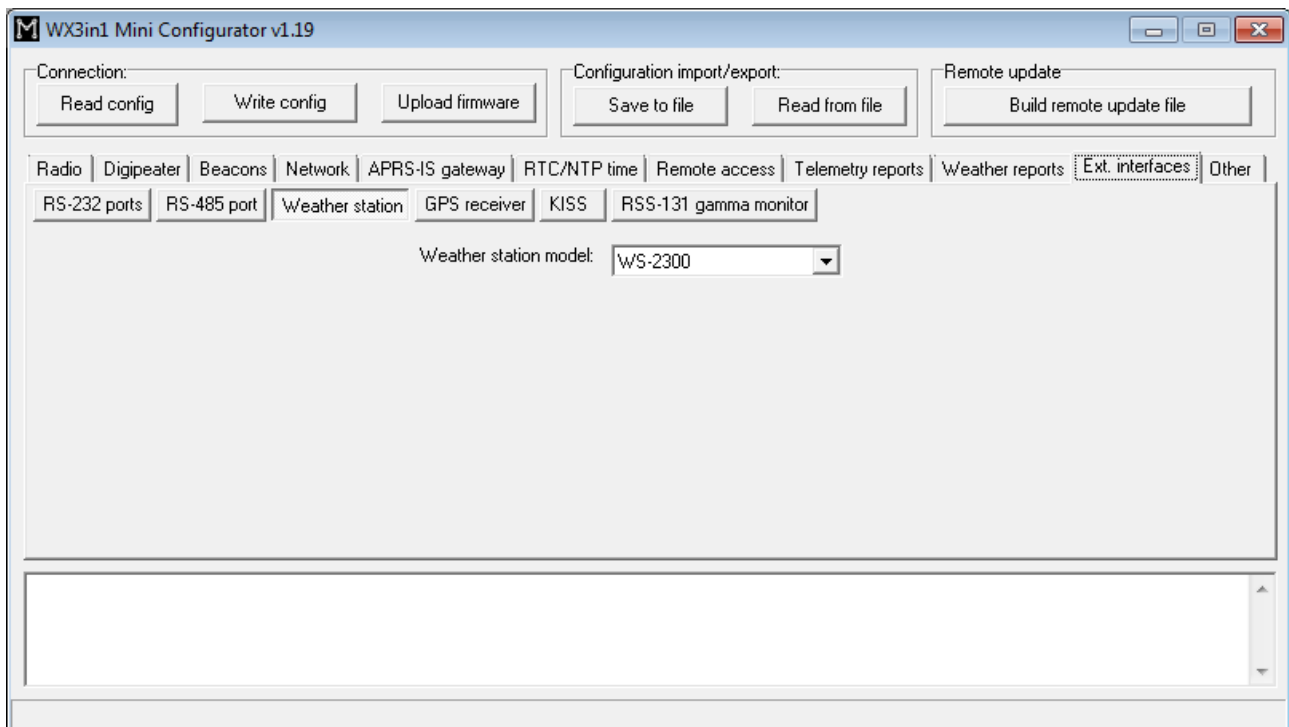 WX3in1 Mini Configurator v1.19
Connection: Configuration import/export: Remote update
Read config Write config Upload firmware Save to file Read from file Build remote update file
Radio Digipeater Beacons Network APRS-IS gateway RTC/NTP time Remote access Telemetry reports Weather reports Ext. interfaces Other
RS-232 ports RS-485 port Weather station GPS receiver KISS RSS-131 gamma monitor
Weather station model: WS-2300